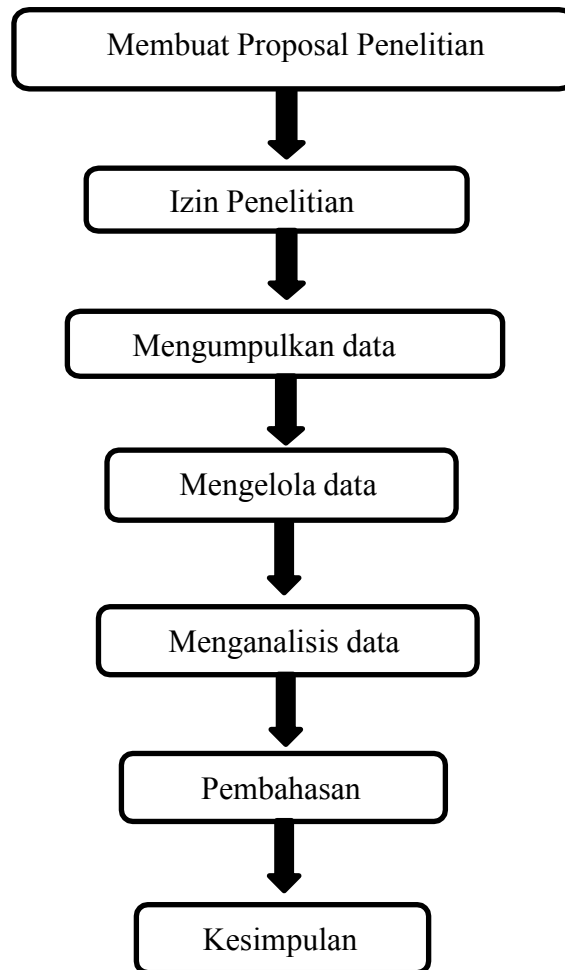 Membuat Proposal Penelitian
Izin Penelitian
Mengumpulkan data
Mengelola data
Menganalisis data
Pembahasan
Kesimpulan